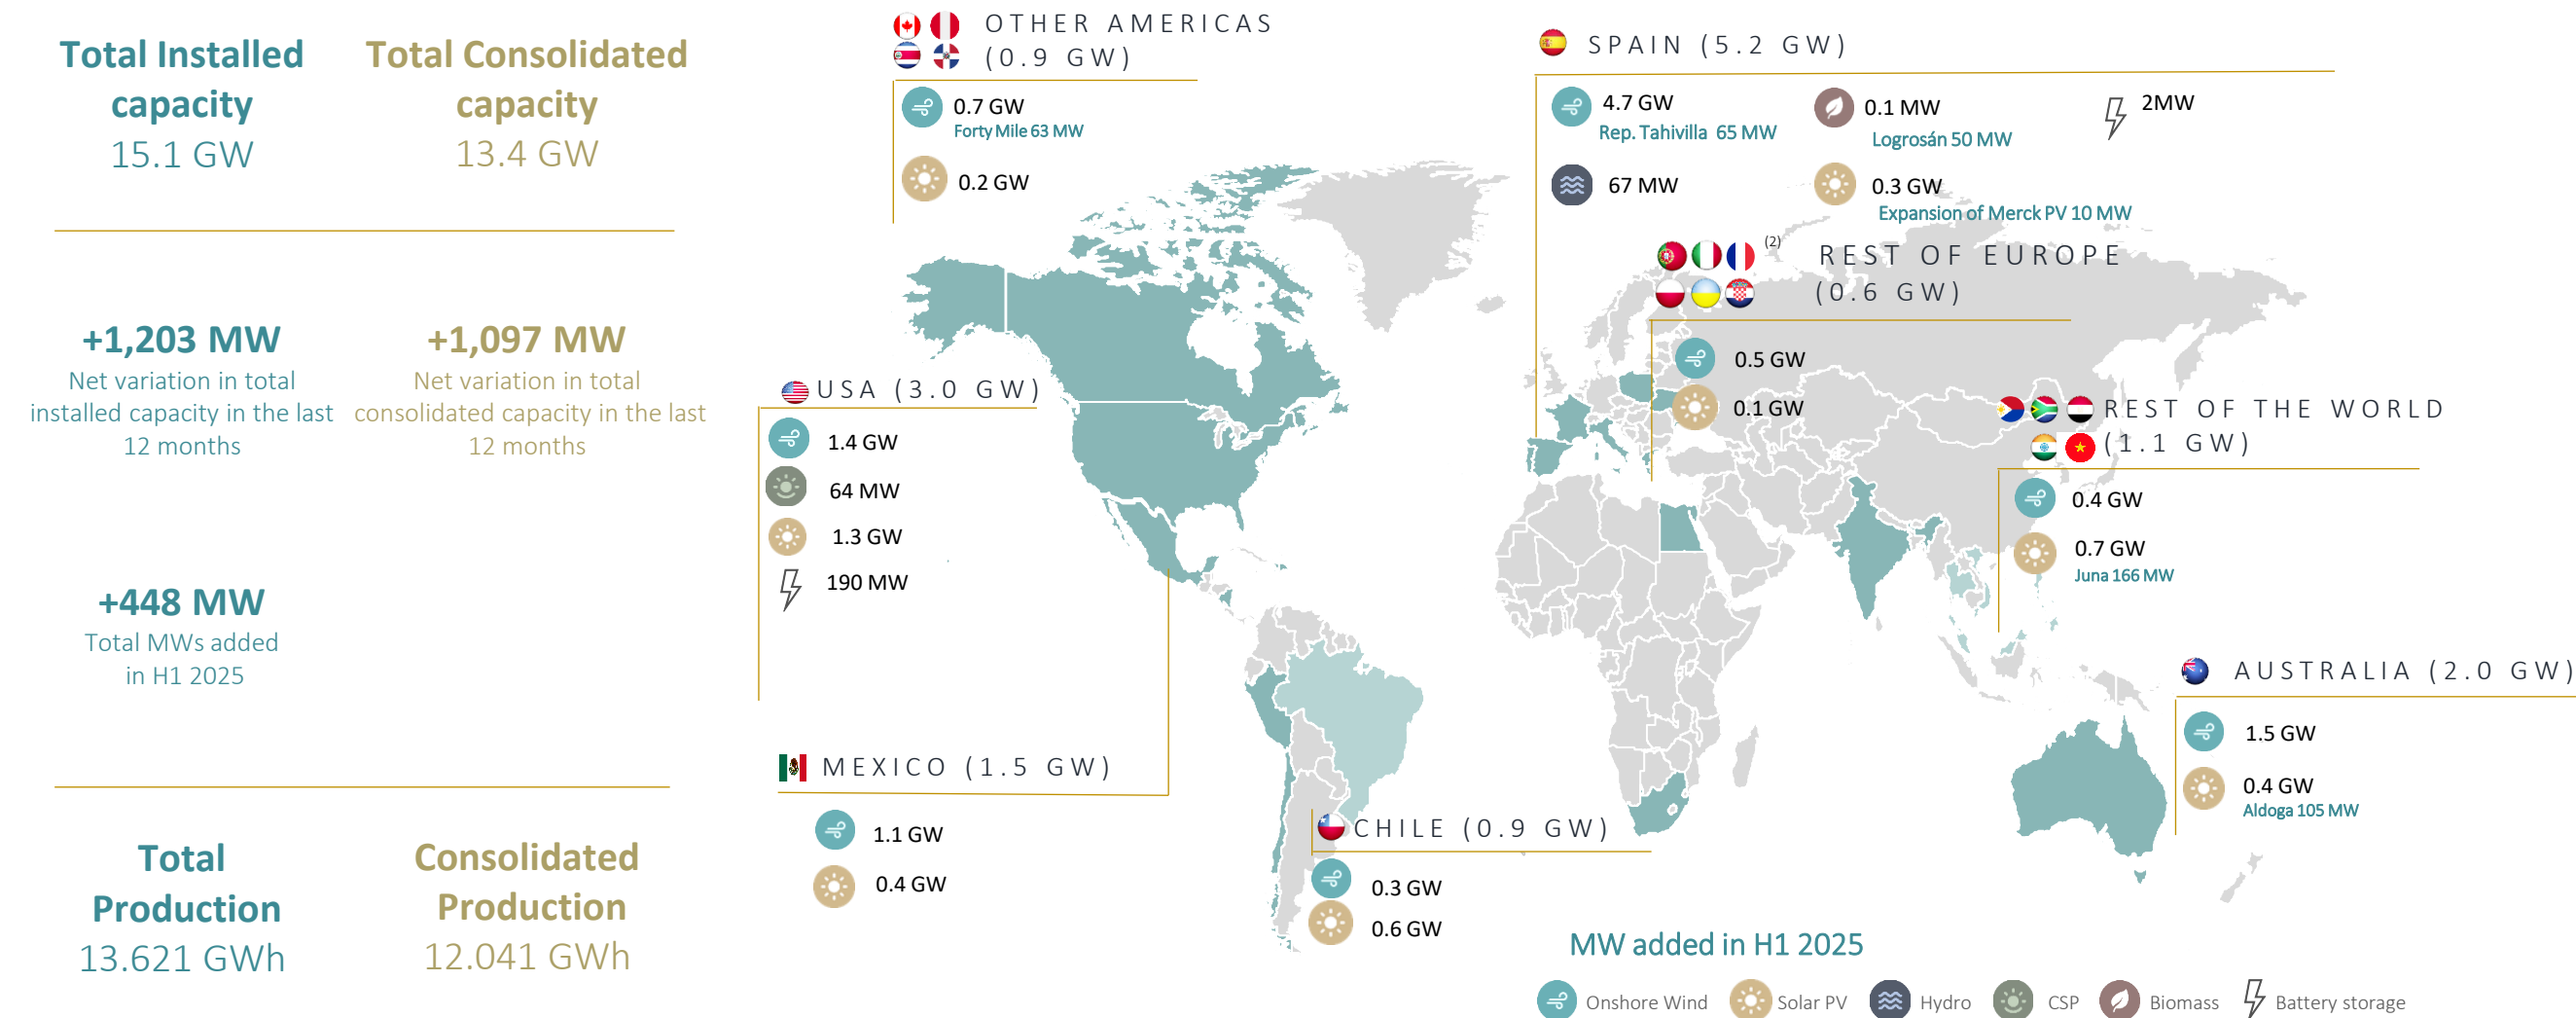 Total Installed
capacity
15.1 GW
Total Consolidated
capacity
13.4 GW
+1,203 MW
Net variation in total
installed capacity in the last
12 months
+1,097 MW
Net variation in total
consolidated capacity in the last
12 months
+448 MW
Total MWs added
in H1 2025
Total
Production
13.621 GWh
Consolidated
Production
12.041 GWh
OTHER AMERICAS
(0.9 GW)
0.7 GW
Forty Mile 63 MW
0.2 GW
SPAIN (5.2 GW)
4.7 GW
Rep. Tahivilla 65 MW
0.1 MW
Logrosán 50 MW
2MW
67 MW
0.3 GW
Expansion of Merck PV 10 MW
(2)
REST OF EUROPE
(0.6 GW)
0.5 GW
0.1 GW
USA (3.0 GW)
1.4 GW
64 MW
1.3 GW
190 MW
REST OF THE WORLD
(1.1 GW)
0.4 GW
0.7 GW
Juna 166 MW
AUSTRALIA (2.0 GW)
1.5 GW
0.4 GW
Aldoga 105 MW
MEXICO (1.5 GW)
1.1 GW
0.4 GW
CHILE (0.9 GW)
0.3 GW
0.6 GW
MW added in H1 2025
Onshore Wind
Solar PV
Hydro
CSP
Biomass
Battery storage